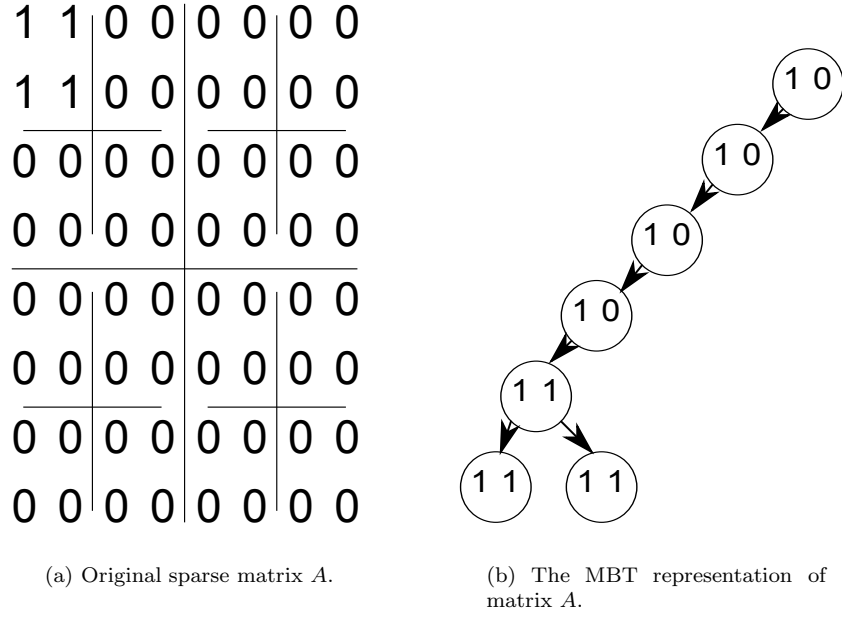 1 1 0 0 0 0 0 0
1 1 0 0 0 0 0 0
0 0 0 0 0 0 0 0
0 0 0 0 0 0 0 0
0 0 0 0 0 0 0 0
0 0 0 0 0 0 0 0
0 0 0 0 0 0 0 0
0 0 0 0 0 0 0 0
(a) Original sparse matrix A.
1 0
1 0
1 0
1 0
1 1
1 1 1 1
(b) The MBT representation of
matrix A.